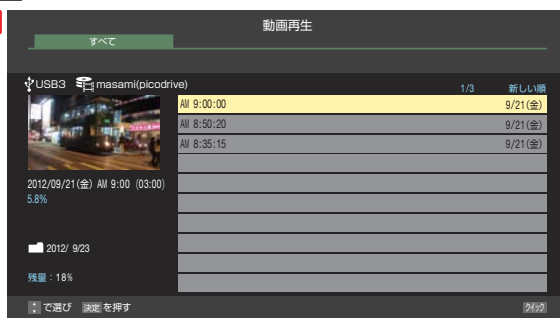 動画再生
すべて
USB3 masami(picodrive) 1/3 新しい順
AM 9:00:00 9/21(金)
AM 8:50:20 9/21(金)
AM 8:35:15 9/21(金)
2012/09/21(金) AM 9:00 (03:00)
5.8%
2012/ 9/23
残量：18%
で選び 決定 を押す クイック